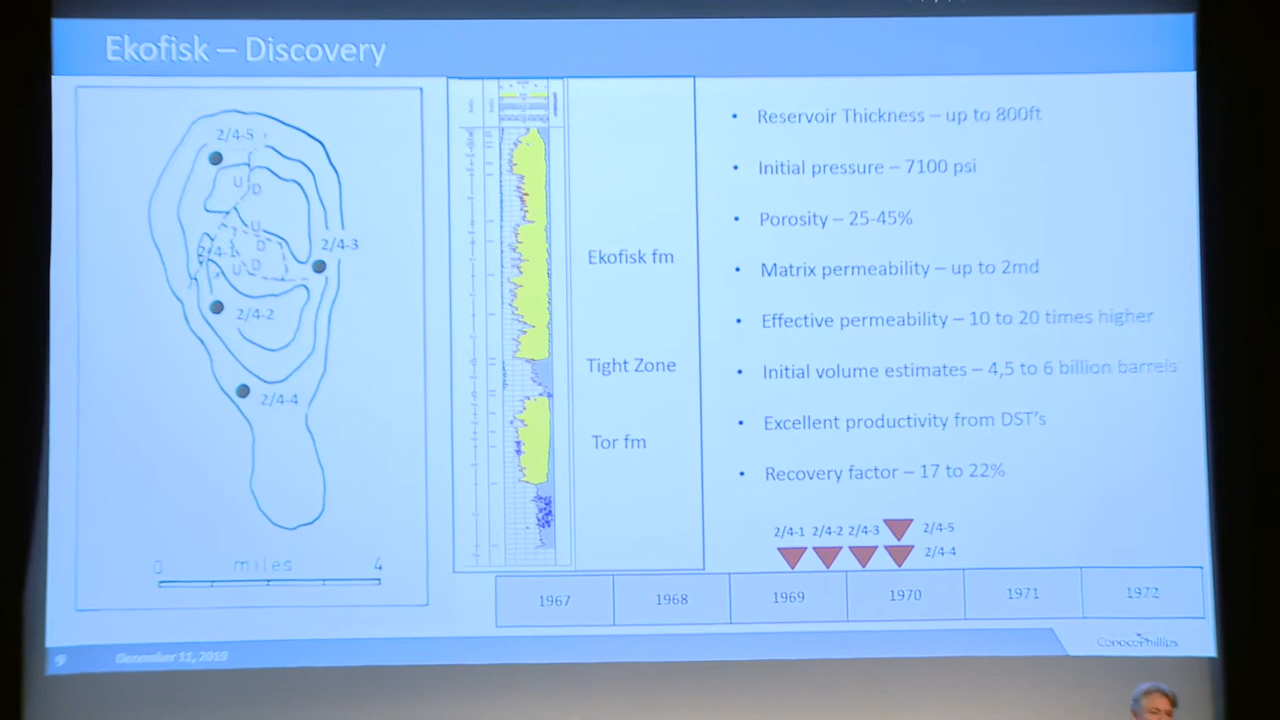 Ekofisk – Discovery
2/4-5
U D
U
D
2/4-1
U D
2/4-3
2/4-2
2/4-4
0 miles 4
Ekofisk fm
Tight Zone
Tor fm
• Reservoir Thickness – up to 800ft
• Initial pressure – 7100 psi
• Porosity – 25-45%
• Matrix permeability – up to 2md
• Effective permeability – 10 to 20 times higher
• Initial volume estimates – 4,5 to 6 billion barrels
• Excellent productivity from DST's
• Recovery factor – 17 to 22%
2/4-1 2/4-2 2/4-3 2/4-5
2/4-4
1967 1968 1969 1970 1971 1972
9 December 11, 2019
ConocoPhillips